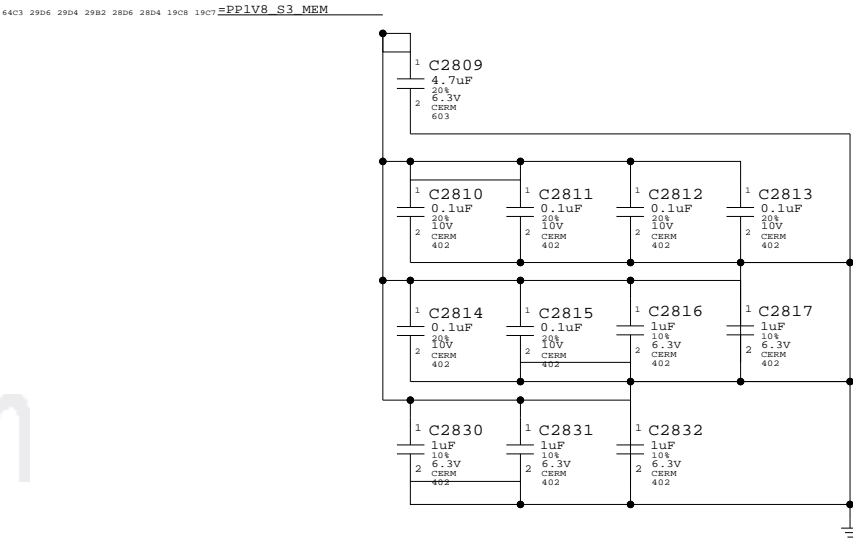 64C3 29D6 29D4 29B2 28D6 28D4 19C8 19C7 =PP1V8_S3_MEM
1 C2809
4.7uF
20%
6.3V
2 CERM
603
1 C2810 1 C2811 1 C2812 1 C2813
0.1uF 0.1uF 0.1uF 0.1uF
20% 20% 20% 20%
10V 10V 10V 10V
2 CERM 2 CERM 2 CERM 2 CERM
402 402 402 402
1 C2814 1 C2815 1 C2816 1 C2817
0.1uF 0.1uF 1uF 1uF
20% 20% 10% 10%
10V 10V 6.3V 6.3V
2 CERM 2 CERM 2 CERM 2 CERM
402 402 402 402
1 C2830 1 C2831 1 C2832
1uF 1uF 1uF
10% 10% 10%
6.3V 6.3V 6.3V
2 CERM 2 CERM 2 CERM
402 402 402